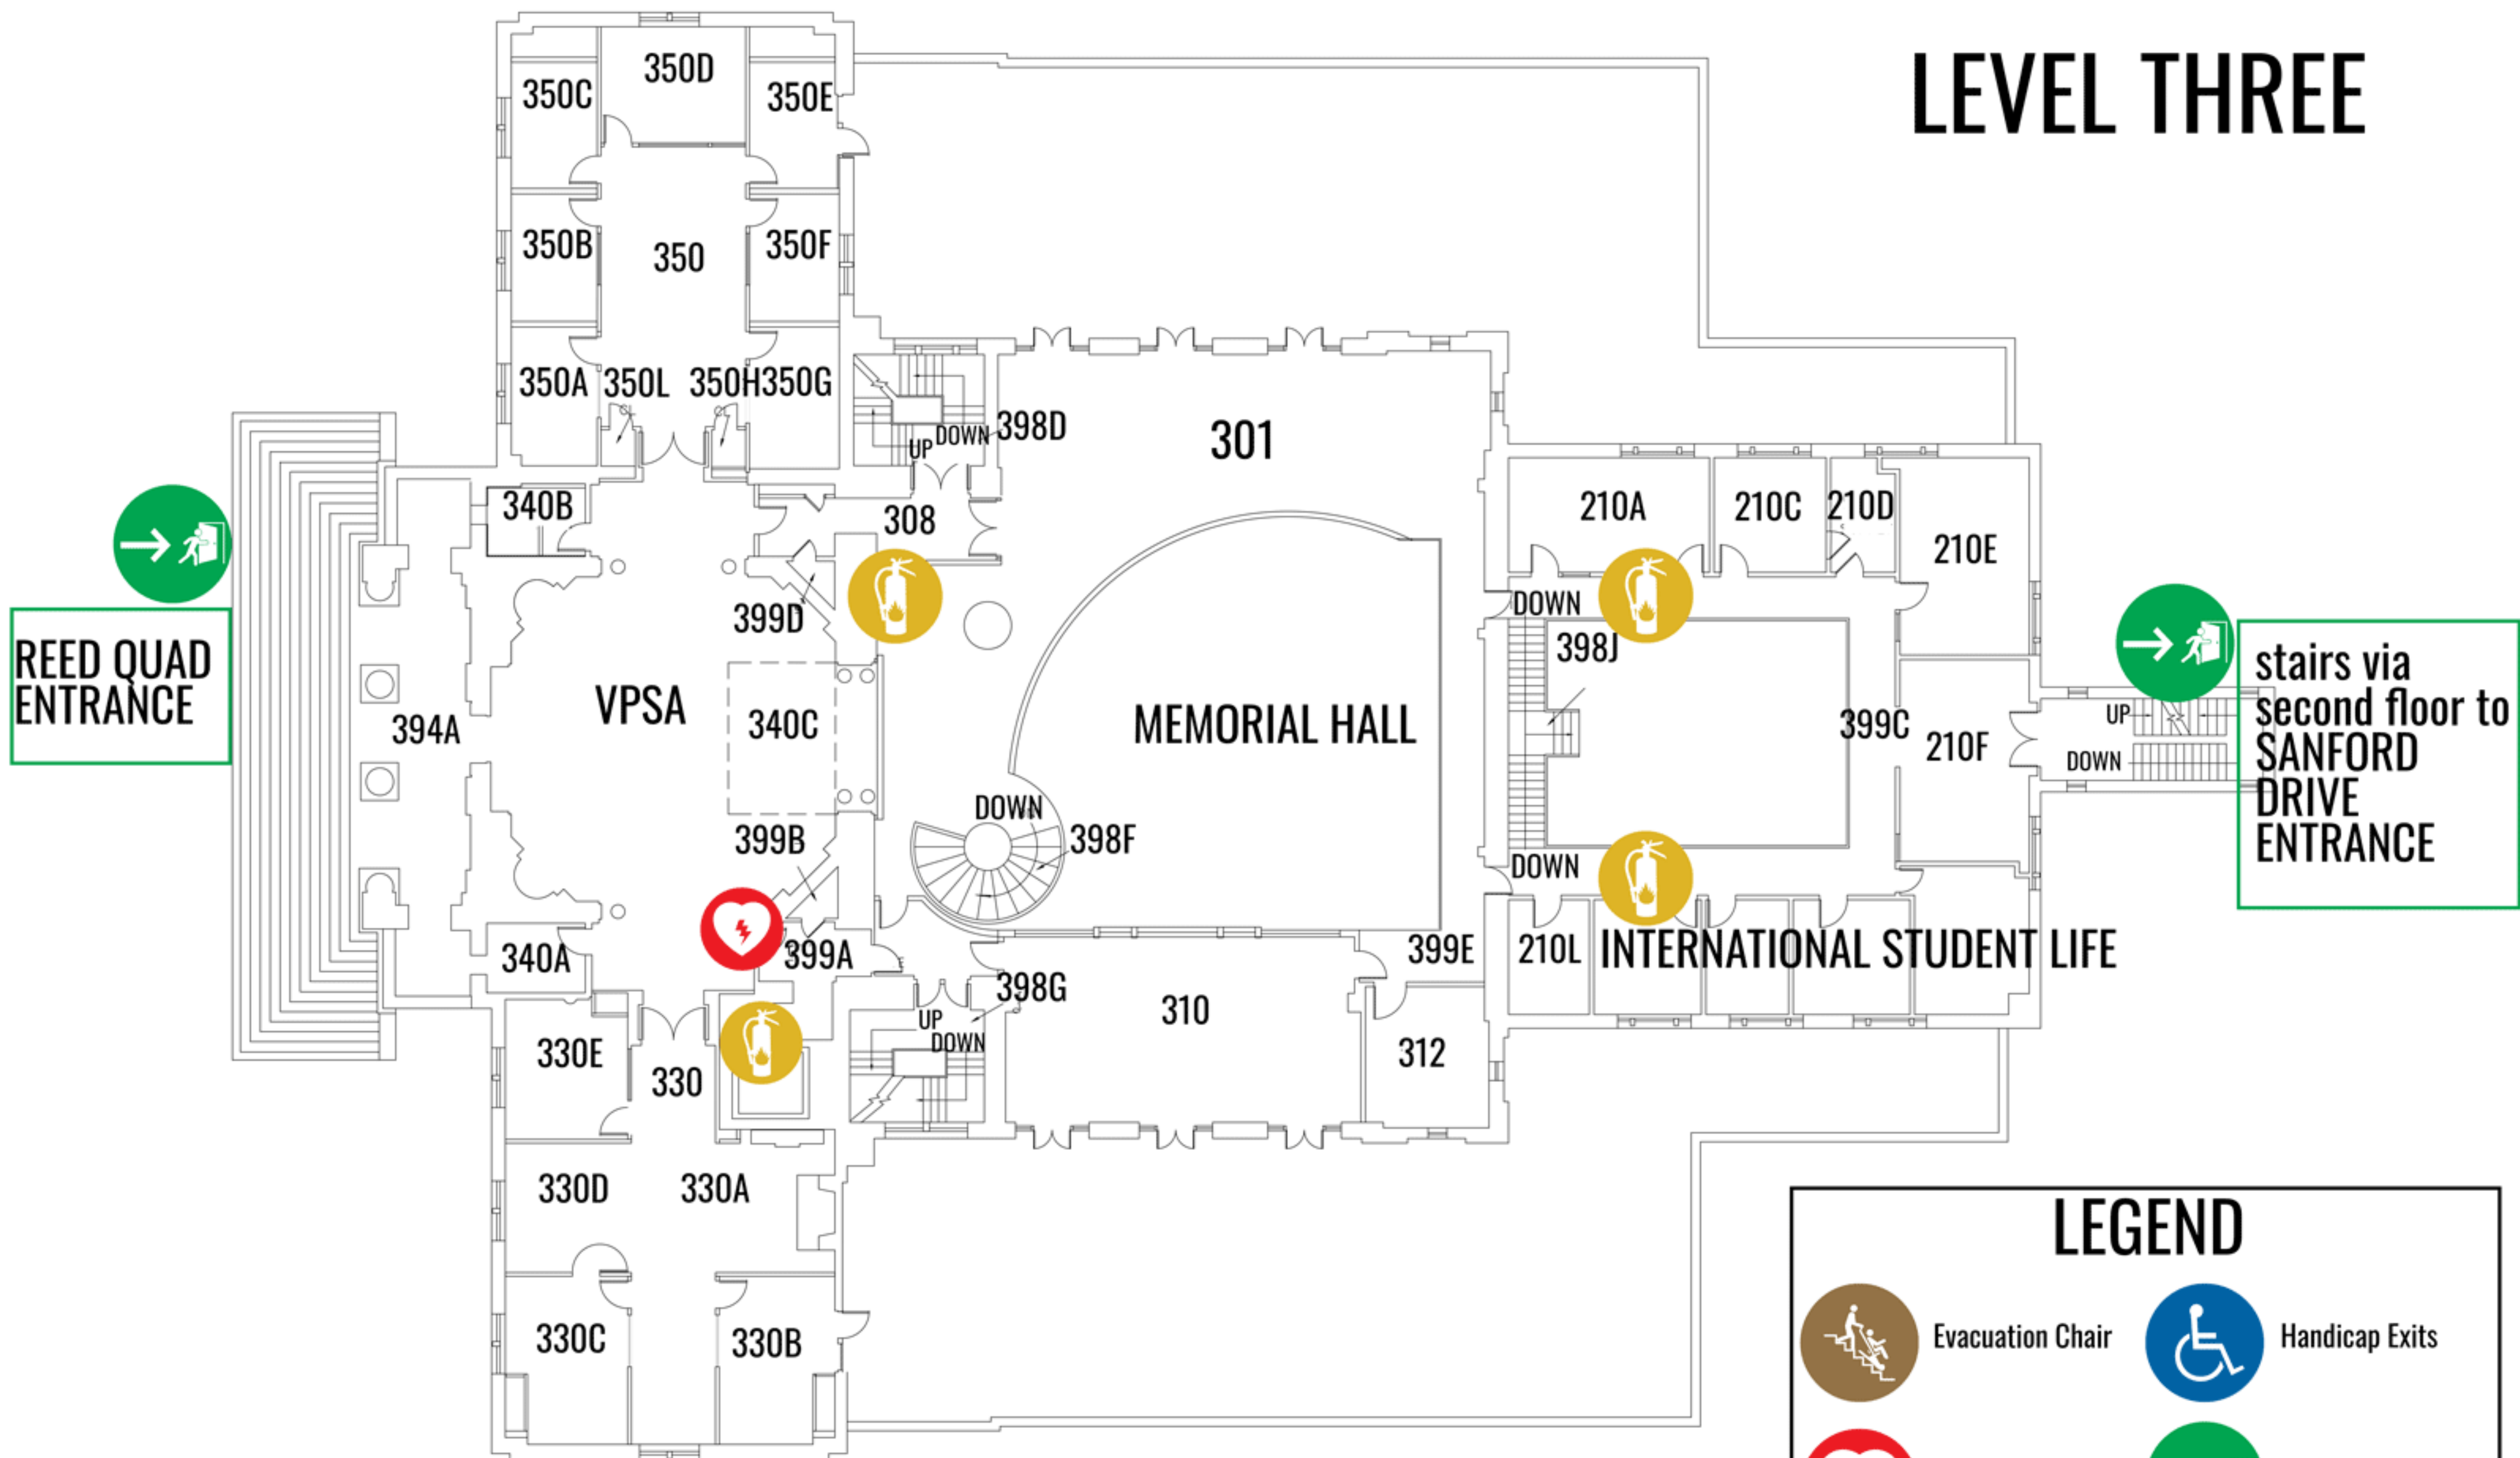 LEVEL THREE
350C
350D
350E
350B
350
350F
350A
350L
350H
350G
UP
DOWN
398D
301
340B
308
210A
210C
210D
210E
399D
DOWN
398J
REED QUAD
ENTRANCE
394A
VPSA
340C
MEMORIAL HALL
399C
210F
UP
DOWN
stairs via
second floor to
SANFORD
DRIVE
ENTRANCE
399B
DOWN
398F
DOWN
340A
399A
398G
399E
210L
INTERNATIONAL STUDENT LIFE
330E
330
UP
DOWN
310
312
330D
330A
330C
330B
LEGEND
Evacuation Chair
Handicap Exits